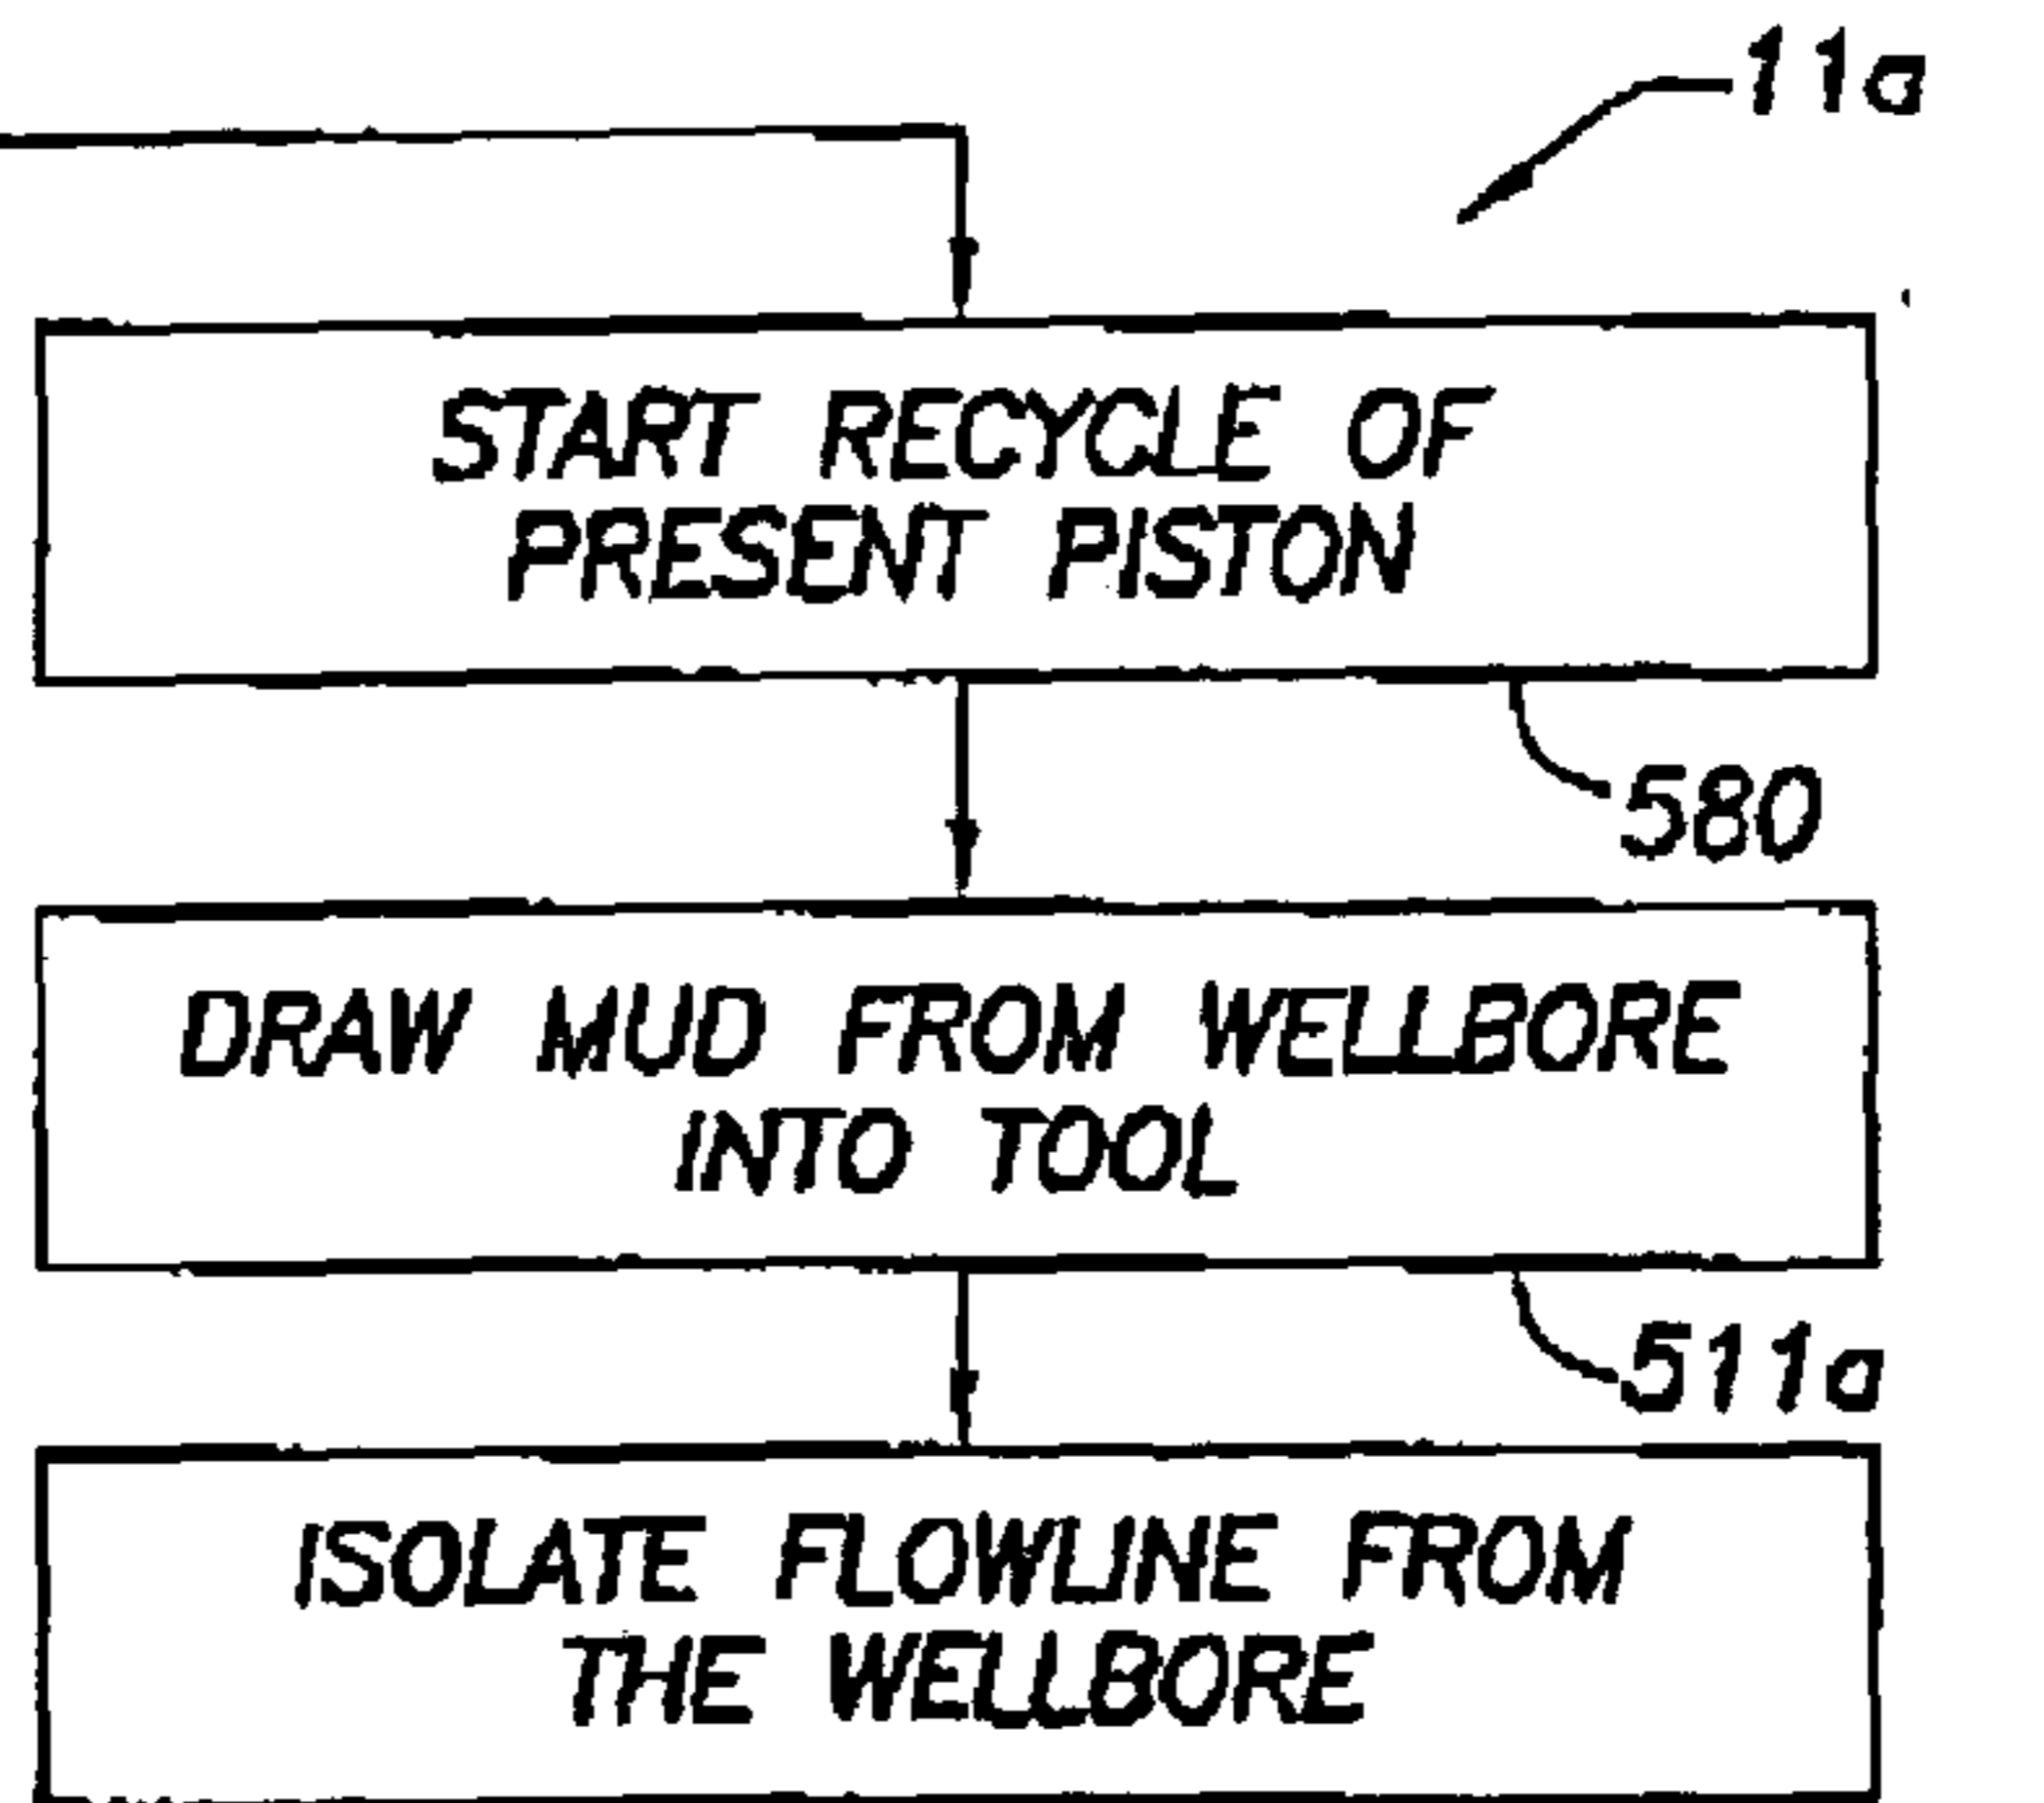 11a
START RECYCLE OF
PRESENT PISTON
580
DRAW MUD FROM WELLBORE
INTO TOOL
511a
ISOLATE FLOWLINE FROM
THE WELLBORE